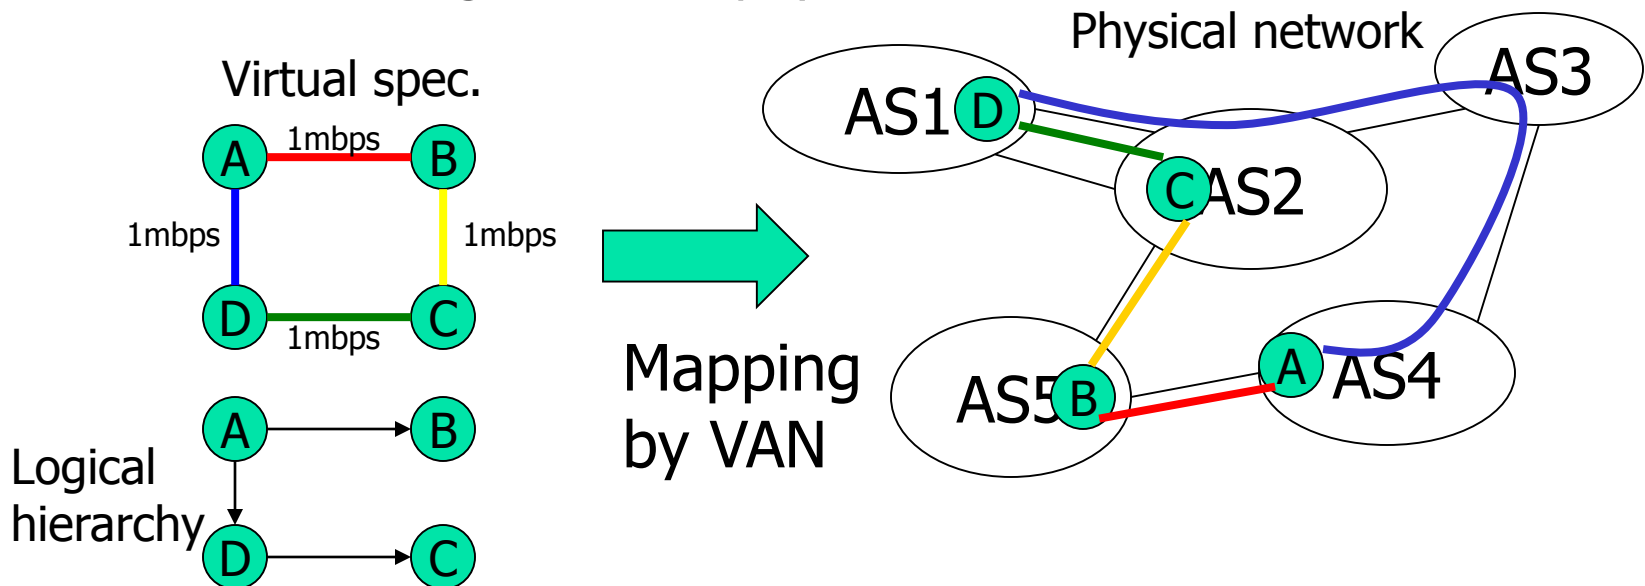 Virtual spec.
A
1mbps
B
1mbps
1mbps
D
1mbps
C
Logical
hierarchy
A
B
D
C
Mapping
by VAN
Physical network
AS1
D
AS3
C
AS2
AS5
B
A
AS4